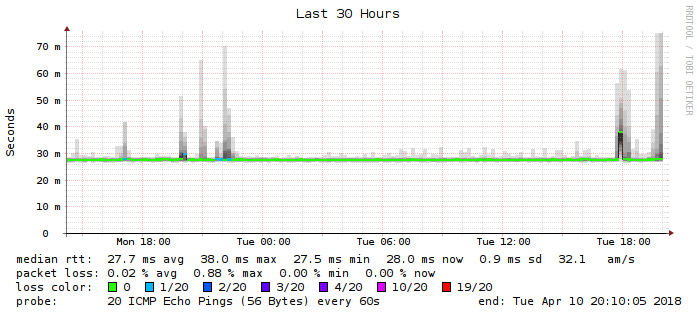 Last 30 Hours
RRDTOOL / TOBI OETIKER
Seconds
70 m
60 m
50 m
40 m
30 m
20 m
10 m
0
Mon 18:00 Tue 00:00 Tue 06:00 Tue 12:00 Tue 18:00
median rtt: 27.7 ms avg 38.0 ms max 27.5 ms min 28.0 ms now 0.9 ms sd 32.1 am/s
packet loss: 0.02 % avg 0.88 % max 0.00 % min 0.00 % now
loss color: 0 1/20 2/20 3/20 4/20 10/20 19/20
probe: 20 ICMP Echo Pings (56 Bytes) every 60s end: Tue Apr 10 20:10:05 2018